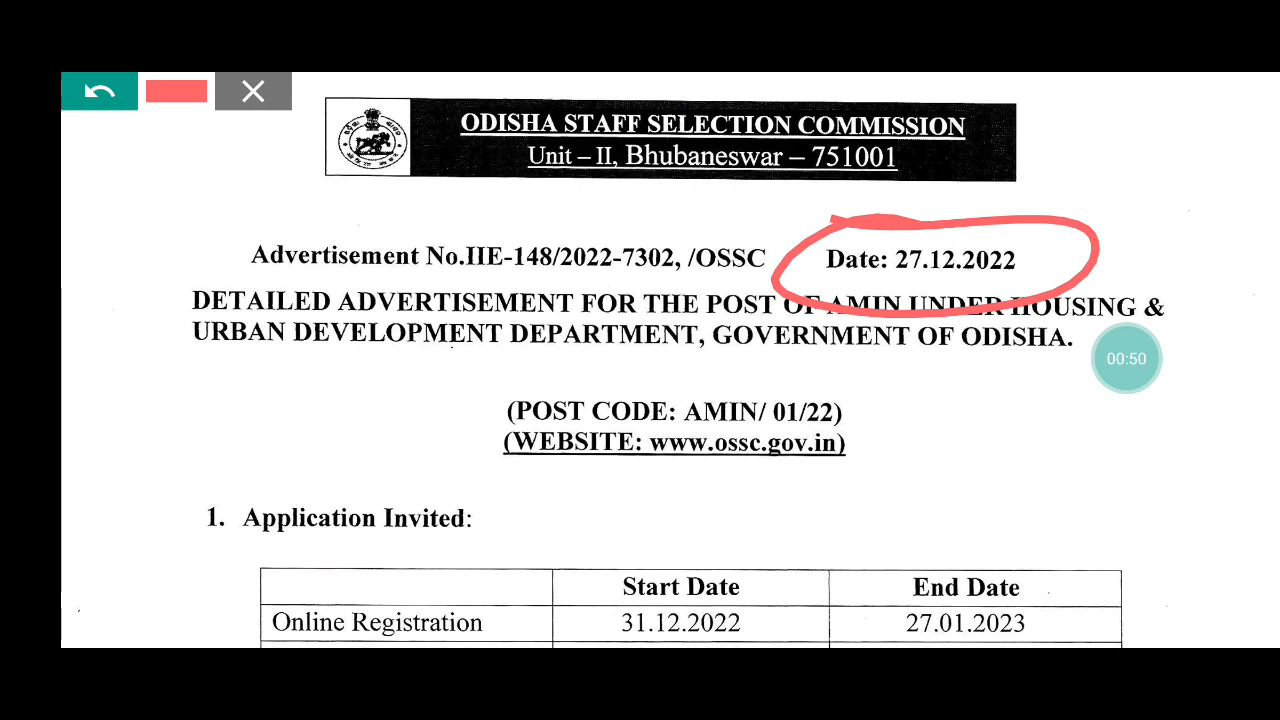 ODISHA STAFF SELECTION COMMISSION
Unit – II, Bhubaneswar – 751001
Advertisement No.IIE-148/2022-7302, /OSSC Date: 27.12.2022
DETAILED ADVERTISEMENT FOR THE POST OF AMIN UNDER HOUSING &
URBAN DEVELOPMENT DEPARTMENT, GOVERNMENT OF ODISHA.
00:50
(POST CODE: AMIN/ 01/22)
(WEBSITE: www.ossc.gov.in)
1. Application Invited:
Start Date End Date
Online Registration 31.12.2022 27.01.2023